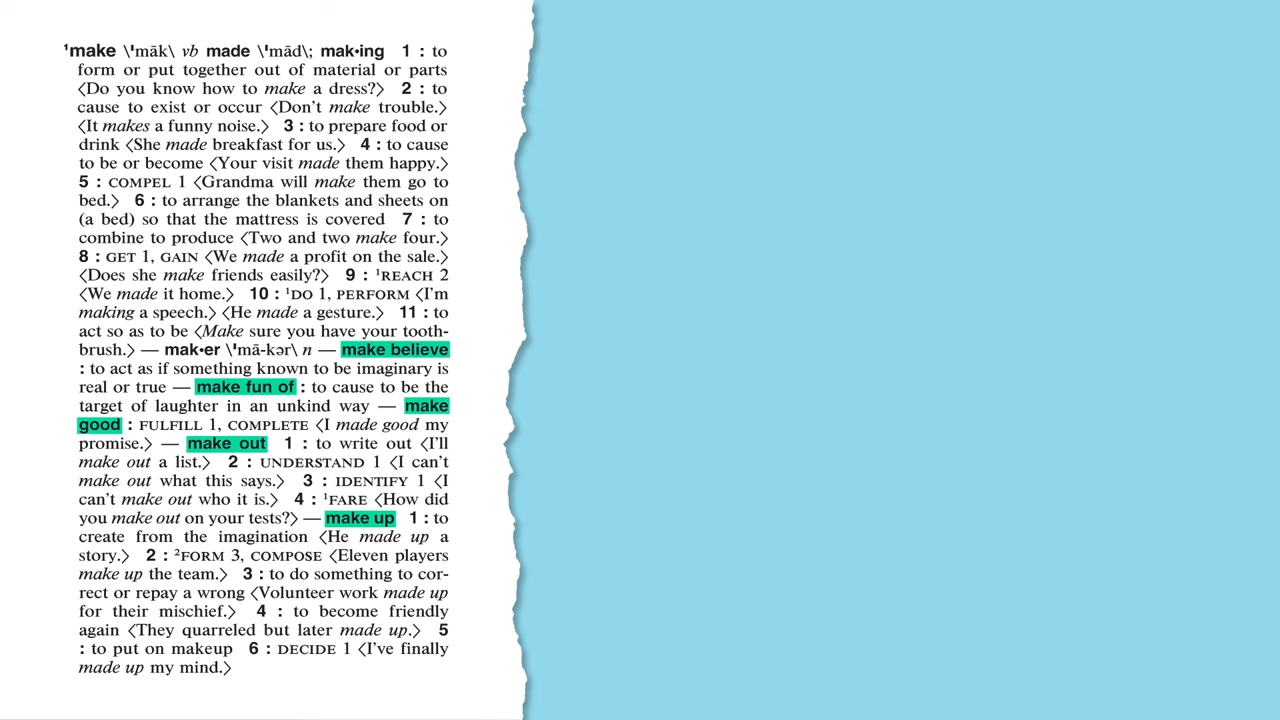 ¹make \ˈmāk\ vb made \ˈmād\; mak•ing 1 : to
form or put together out of material or parts
〈Do you know how to make a dress?〉 2 : to
cause to exist or occur 〈Don’t make trouble.〉
〈It makes a funny noise.〉 3 : to prepare food or
drink 〈She made breakfast for us.〉 4 : to cause
to be or become 〈Your visit made them happy.〉
5 : COMPEL 1 〈Grandma will make them go to
bed.〉 6 : to arrange the blankets and sheets on
(a bed) so that the mattress is covered 7 : to
combine to produce 〈Two and two make four.〉
8 : GET 1, GAIN 〈We made a profit on the sale.〉
〈Does she make friends easily?〉 9 : ¹REACH 2
〈We made it home.〉 10 : ¹DO 1, PERFORM 〈I’m
making a speech.〉 〈He made a gesture.〉 11 : to
act so as to be 〈Make sure you have your tooth-
brush.〉 — mak•er \ˈmā-kər\ n — make believe
: to act as if something known to be imaginary is
real or true — make fun of : to cause to be the
target of laughter in an unkind way — make
good : FULFILL 1, COMPLETE 〈I made good my
promise.〉 — make out 1 : to write out 〈I’ll
make out a list.〉 2 : UNDERSTAND 1 〈I can’t
make out what this says.〉 3 : IDENTIFY 1 〈I
can’t make out who it is.〉 4 : ¹FARE 〈How did
you make out on your tests?〉 — make up 1 : to
create from the imagination 〈He made up a
story.〉 2 : ²FORM 3, COMPOSE 〈Eleven players
make up the team.〉 3 : to do something to cor-
rect or repay a wrong 〈Volunteer work made up
for their mischief.〉 4 : to become friendly
again 〈They quarreled but later made up.〉 5
: to put on makeup 6 : DECIDE 1 〈I’ve finally
made up my mind.〉